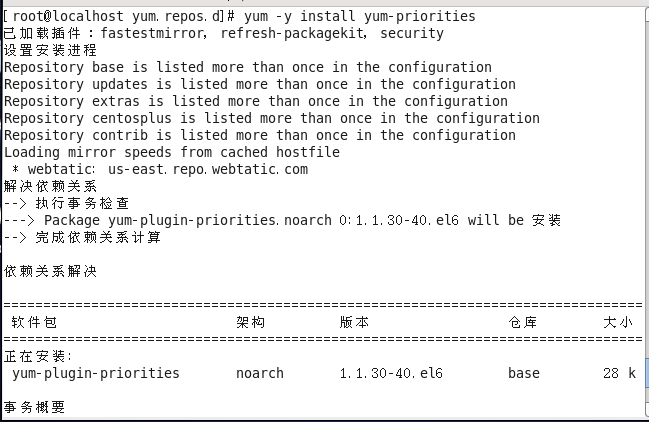 [root@localhost yum.repos.d]# yum -y install yum-priorities
已加载插件：fastestmirror, refresh-packagekit, security
设置安装进程
Repository base is listed more than once in the configuration
Repository updates is listed more than once in the configuration
Repository extras is listed more than once in the configuration
Repository centosplus is listed more than once in the configuration
Repository contrib is listed more than once in the configuration
Loading mirror speeds from cached hostfile
 * webtatic: us-east.repo.webtatic.com
解决依赖关系
--> 执行事务检查
---> Package yum-plugin-priorities.noarch 0:1.1.30-40.el6 will be 安装
--> 完成依赖关系计算
依赖关系解决
================================================================================
 软件包 架构 版本 仓库 大小
================================================================================
正在安装:
 yum-plugin-priorities noarch 1.1.30-40.el6 base 28 k
事务概要